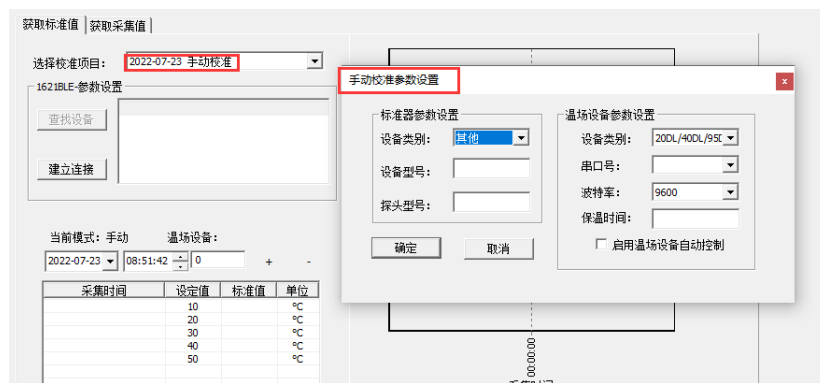 获取标准值 获取采集值
选择校准项目： 2022-07-23 手动校准
1621BLE-参数设置
查找设备
建立连接
当前模式：手动 温场设备：
2022-07-23 08:51:42 0 + -
采集时间 设定值 标准值 单位
10 ℃
20 ℃
30 ℃
40 ℃
50 ℃
手动校准参数设置 x
标准器参数设置
设备类别： 其他
设备型号：
探头型号：
确定 取消
温场设备参数设置
设备类别： 20DL/40DL/95D
串口号：
波特率： 9600
保温时间：
启用温场设备自动控制
00:00:00